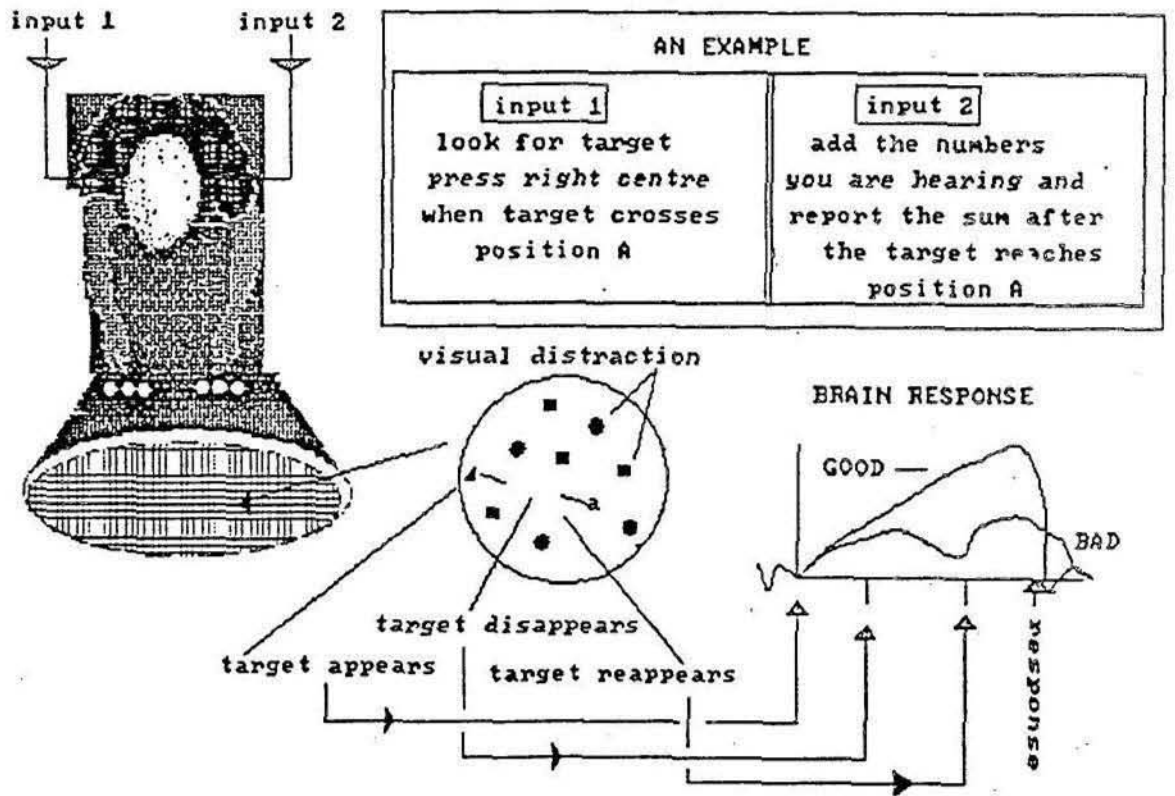 input 1
input 2
AN EXAMPLE
input 1
look for target
press right centre
when target crosses
position A
input 2
add the numbers
you are hearing and
report the sum after
the target reaches
position A
visual distraction
a
BRAIN RESPONSE
GOOD
BAD
target disappears
target appears
target reappears
response